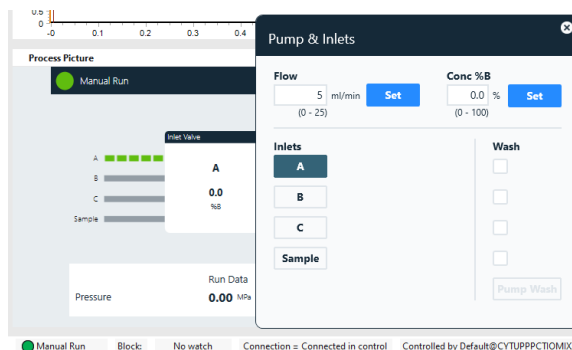 0.5
0
-0 0.1 0.2 0.3 0.4
Process Picture
Manual Run
Inlet Valve
A
B
C
Sample
A
0.0
%B
Run Data
Pressure 0.00 MPa
Pump & Inlets
Flow Conc %B
5 ml/min Set 0.0 % Set
(0 - 25) (0 - 100)
Inlets Wash
A
B
C
Sample
Pump Wash
Manual Run Block: No watch Connection = Connected in control Controlled by Default@CYTUPPPCTIOMIX